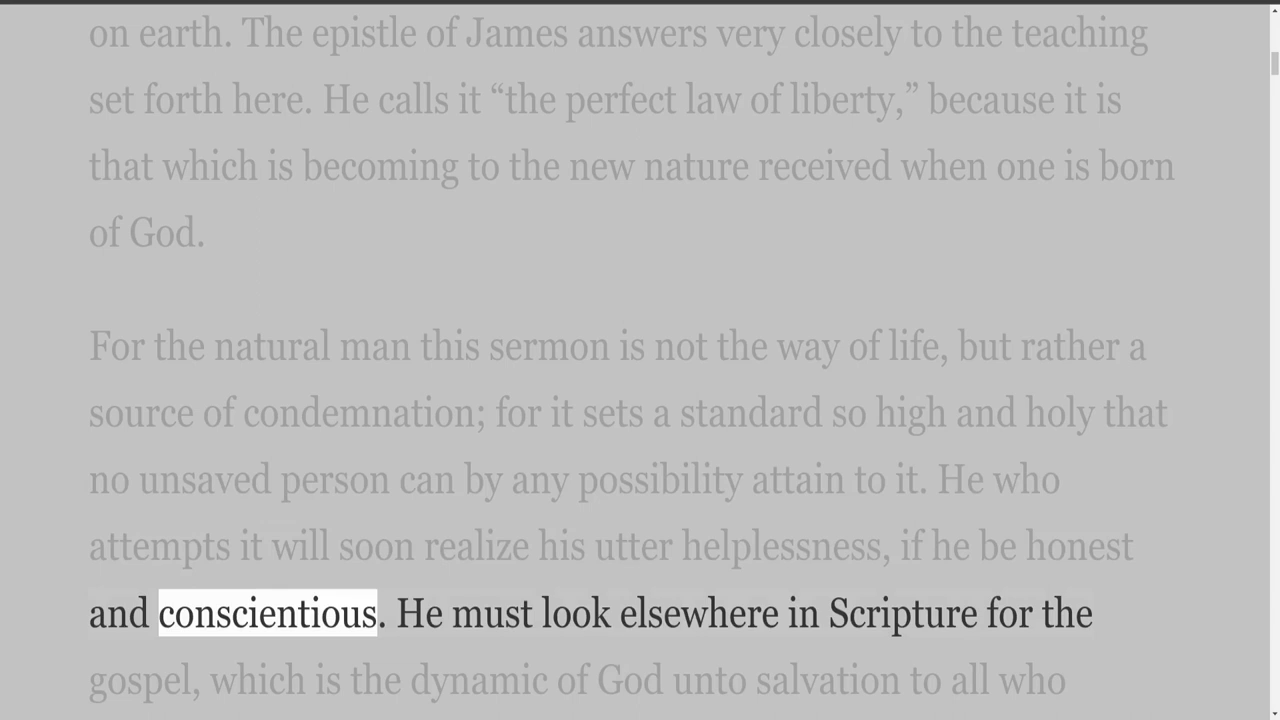 on earth. The epistle of James answers very closely to the teaching
set forth here. He calls it “the perfect law of liberty,” because it is
that which is becoming to the new nature received when one is born
of God.
For the natural man this sermon is not the way of life, but rather a
source of condemnation; for it sets a standard so high and holy that
no unsaved person can by any possibility attain to it. He who
attempts it will soon realize his utter helplessness, if he be honest
and conscientious. He must look elsewhere in Scripture for the
gospel, which is the dynamic of God unto salvation to all who